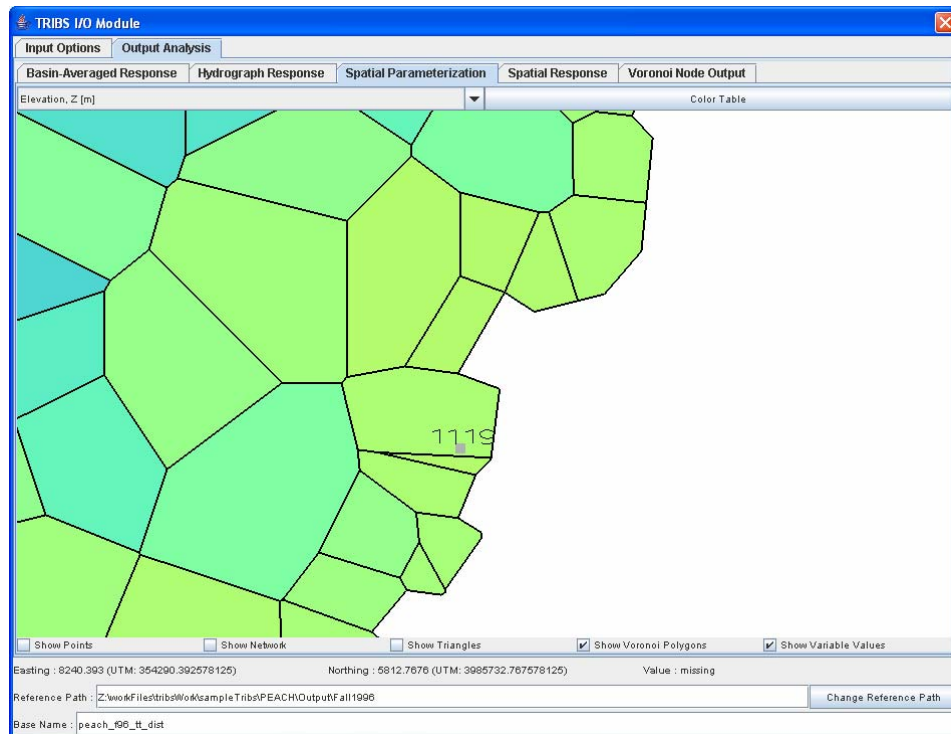 TRIBS I/O Module
Input Options Output Analysis
Basin-Averaged Response Hydrograph Response Spatial Parameterization Spatial Response Voronoi Node Output
Elevation, Z [m] Color Table
1119
Show Points Show Network Show Triangles Show Voronoi Polygons Show Variable Values
Easting : 8240.393 (UTM: 354290.392578125) Northing : 5812.7676 (UTM: 3985732.767578125) Value : missing
Reference Path : Z:\workFiles\tribsWork\sampleTribs\PEACH\Output\Fall1996 Change Reference Path
Base Name : peach_f96_tt_dist